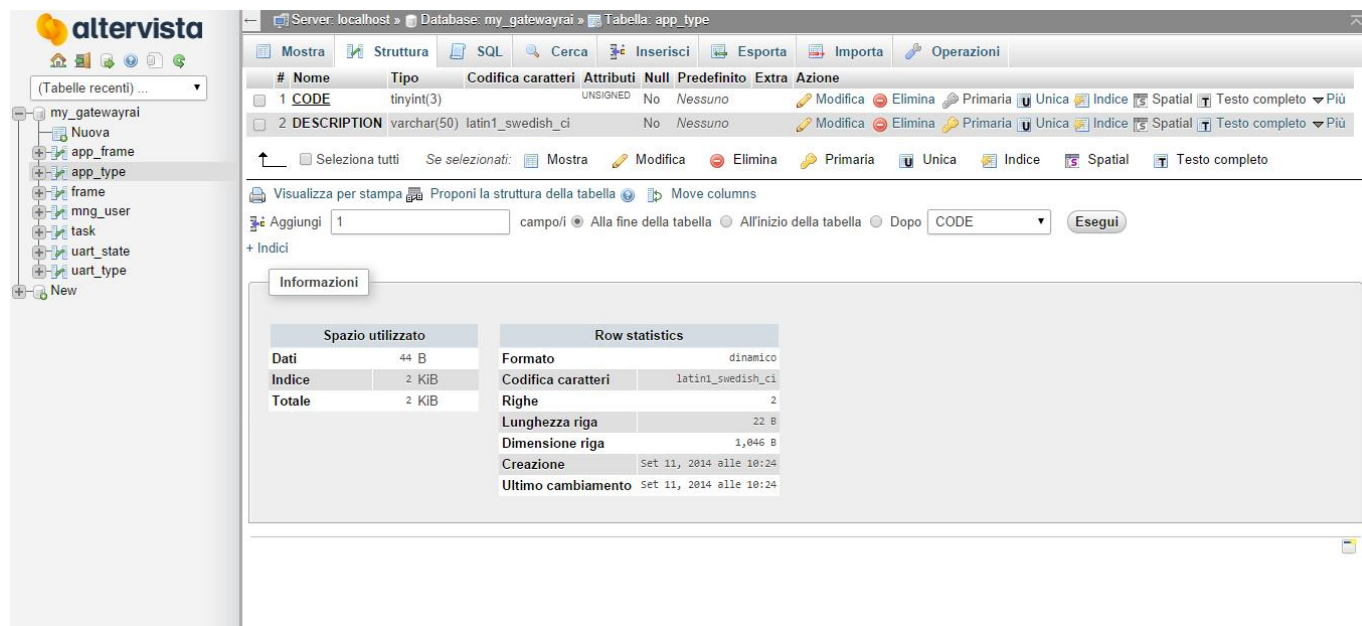 altervista
(Tabelle recenti) ...
my_gatewayrai
Nuova
app_frame
app_type
frame
mng_user
task
uart_state
uart_type
New
Server: localhost » Database: my_gatewayrai » Tabella: app_type
Mostra Struttura SQL Cerca Inserisci Esporta Importa Operazioni
# Nome Tipo Codifica caratteri Attributi Null Predefinito Extra Azione
1 CODE tinyint(3) UNSIGNED No Nessuno Modifica Elimina Primaria Unica Indice Spatial Testo completo Più
2 DESCRIPTION varchar(50) latin1_swedish_ci No Nessuno Modifica Elimina Primaria Unica Indice Spatial Testo completo Più
Seleziona tutti Se selezionati: Mostra Modifica Elimina Primaria Unica Indice Spatial Testo completo
Visualizza per stampa Proponi la struttura della tabella Move columns
Aggiungi 1 campo/i Alla fine della tabella All'inizio della tabella Dopo CODE Esegui
+ Indici
Informazioni
Spazio utilizzato
Dati 44 B
Indice 2 KiB
Totale 2 KiB
Row statistics
Formato dinamico
Codifica caratteri latin1_swedish_ci
Righe 2
Lunghezza riga 22 B
Dimensione riga 1,046 B
Creazione Set 11, 2014 alle 10:24
Ultimo cambiamento Set 11, 2014 alle 10:24